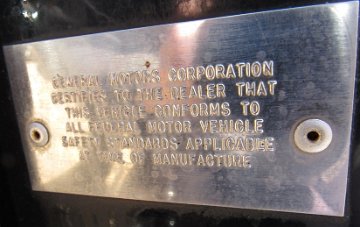 GENERAL MOTORS CORPORATION
CERTIFIES TO THE DEALER THAT
THIS VEHICLE CONFORMS TO
ALL FEDERAL MOTOR VEHICLE
SAFETY STANDARDS APPLICABLE
AT TIME OF MANUFACTURE